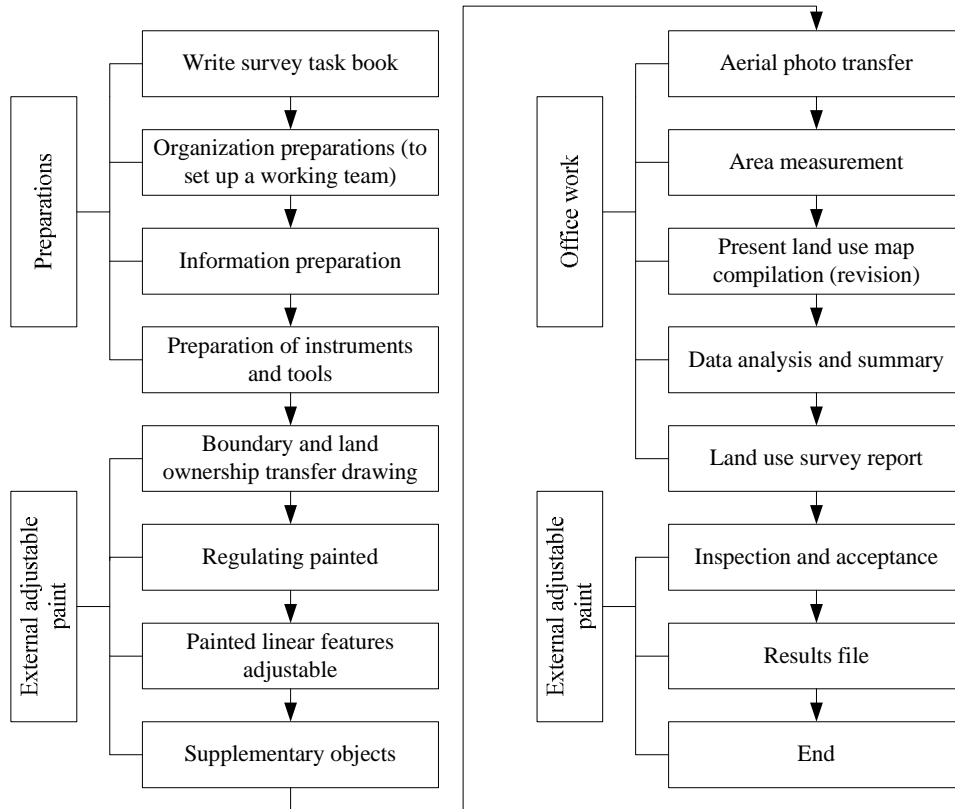 Preparations
Write survey task book
Organization preparations (to
set up a working team)
Information preparation
Preparation of instruments
and tools
External adjustable
paint
Boundary and land
ownership transfer drawing
Regulating painted
Painted linear features
adjustable
Supplementary objects
Office work
Aerial photo transfer
Area measurement
Present land use map
compilation (revision)
Data analysis and summary
Land use survey report
External adjustable
paint
Inspection and acceptance
Results file
End